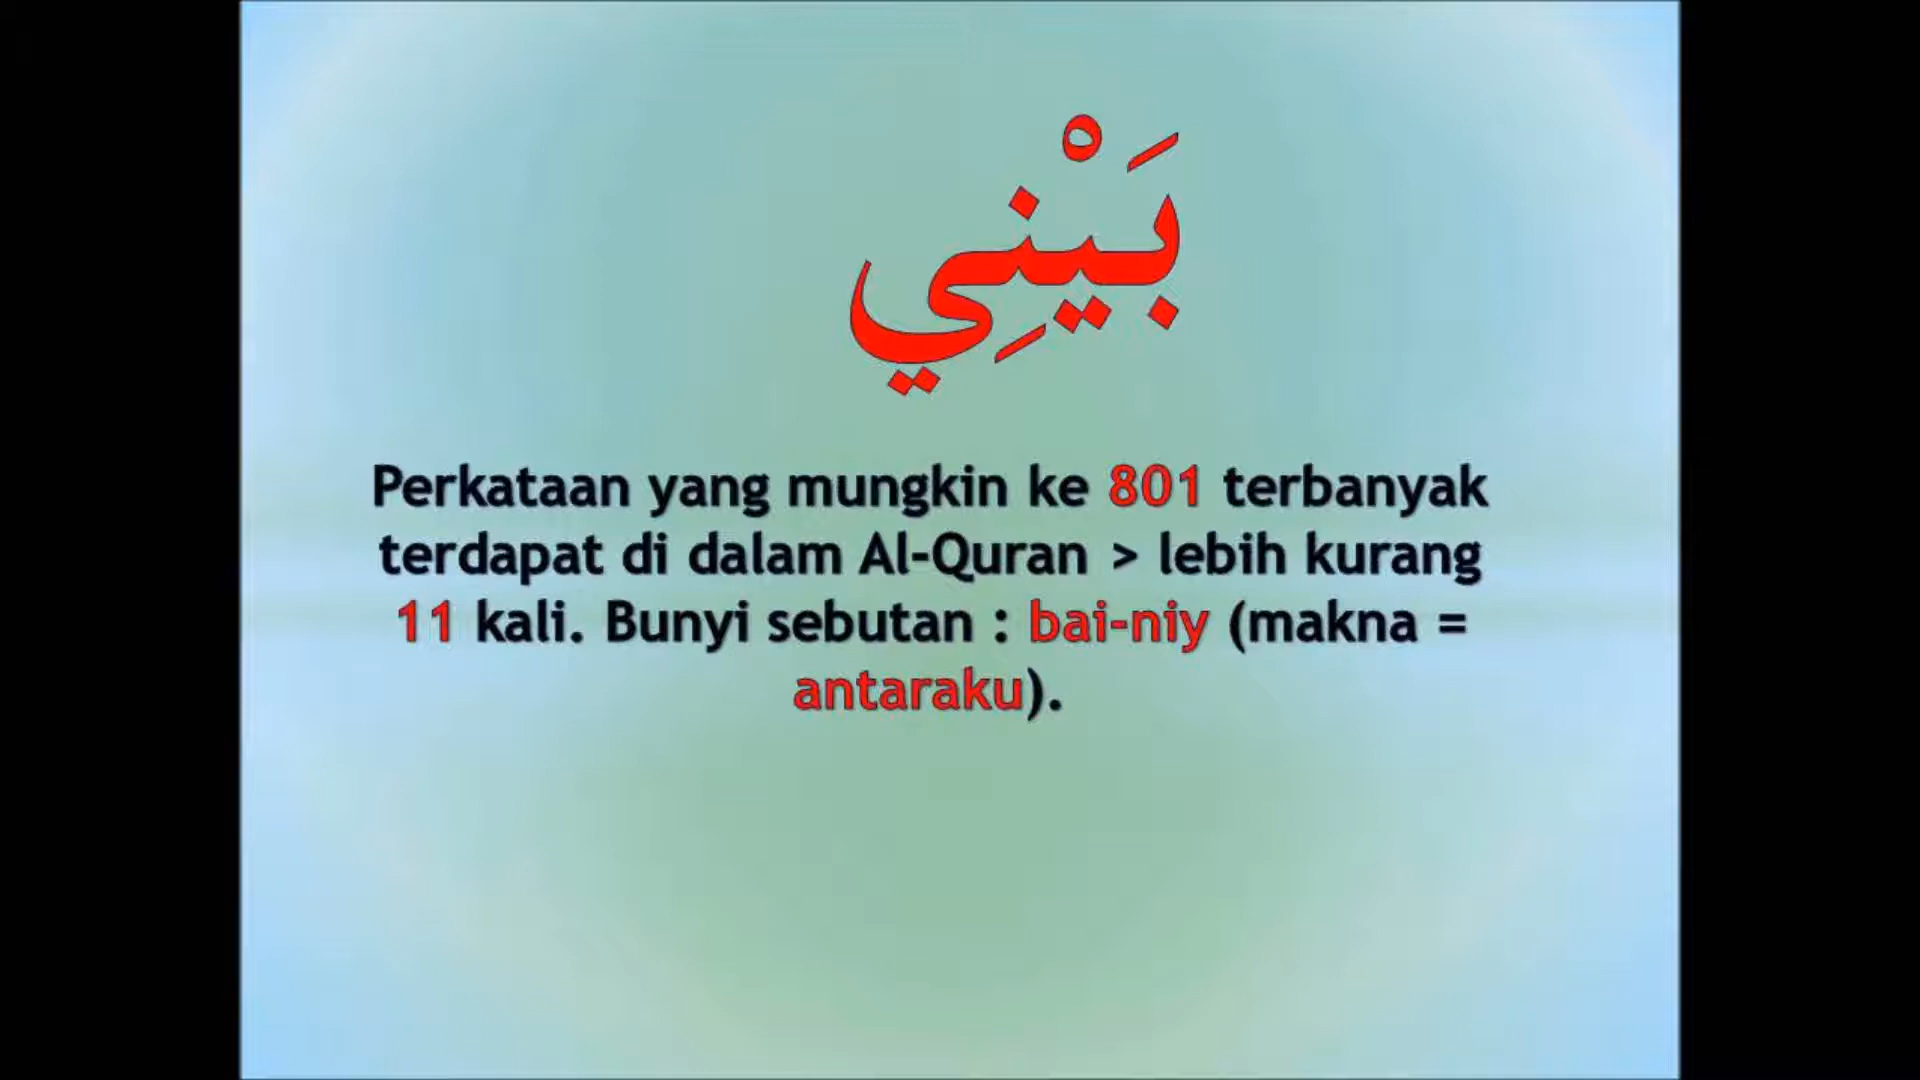 بَيْنِي
Perkataan yang mungkin ke 801 terbanyak
terdapat di dalam Al-Quran > lebih kurang
11 kali. Bunyi sebutan : bai-niy (makna =
antaraku).